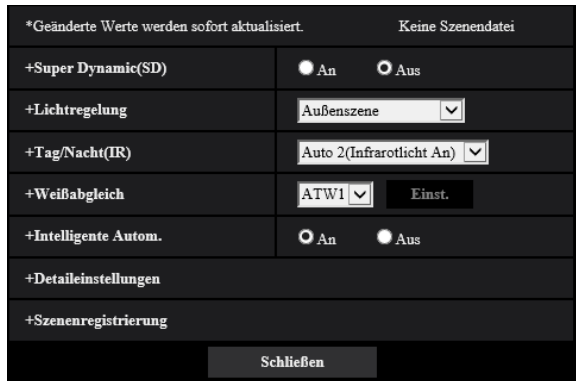 *Geänderte Werte werden sofort aktualisiert. Keine Szenendatei
+Super Dynamic(SD) An Aus
+Lichtregelung Außenszene
+Tag/Nacht(IR) Auto 2(Infrarotlicht An)
+Weißabgleich ATW1 Einst.
+Intelligente Autom. An Aus
+Detaileinstellungen
+Szenenregistrierung
Schließen